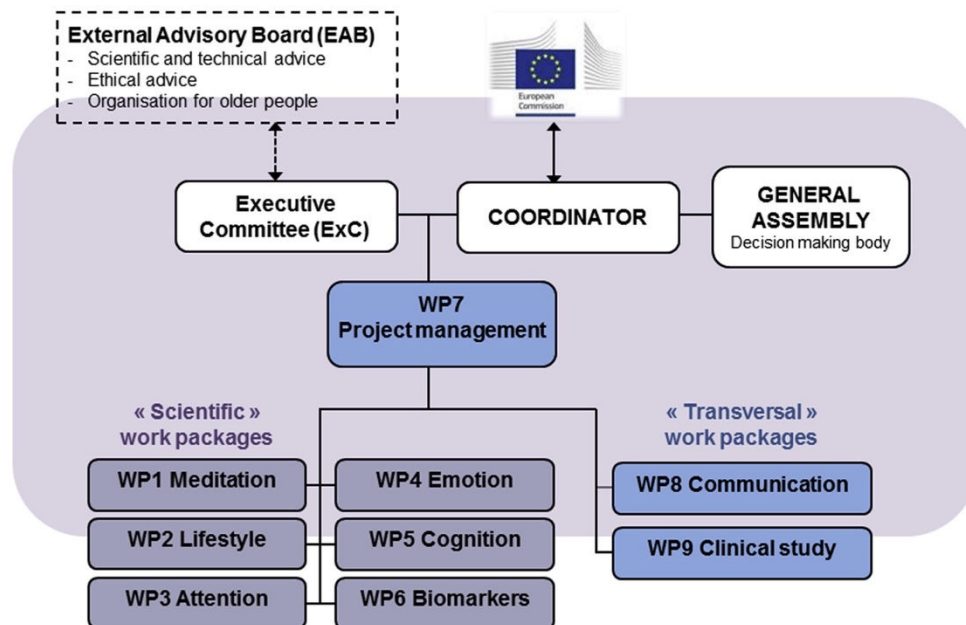 External Advisory Board (EAB)
- Scientific and technical advice
- Ethical advice
- Organisation for older people
European
Commission
Executive
Committee (ExC)
COORDINATOR
GENERAL
ASSEMBLY
Decision making body
WP7
Project management
« Scientific »
work packages
« Transversal »
work packages
WP1 Meditation
WP4 Emotion
WP8 Communication
WP2 Lifestyle
WP5 Cognition
WP9 Clinical study
WP3 Attention
WP6 Biomarkers